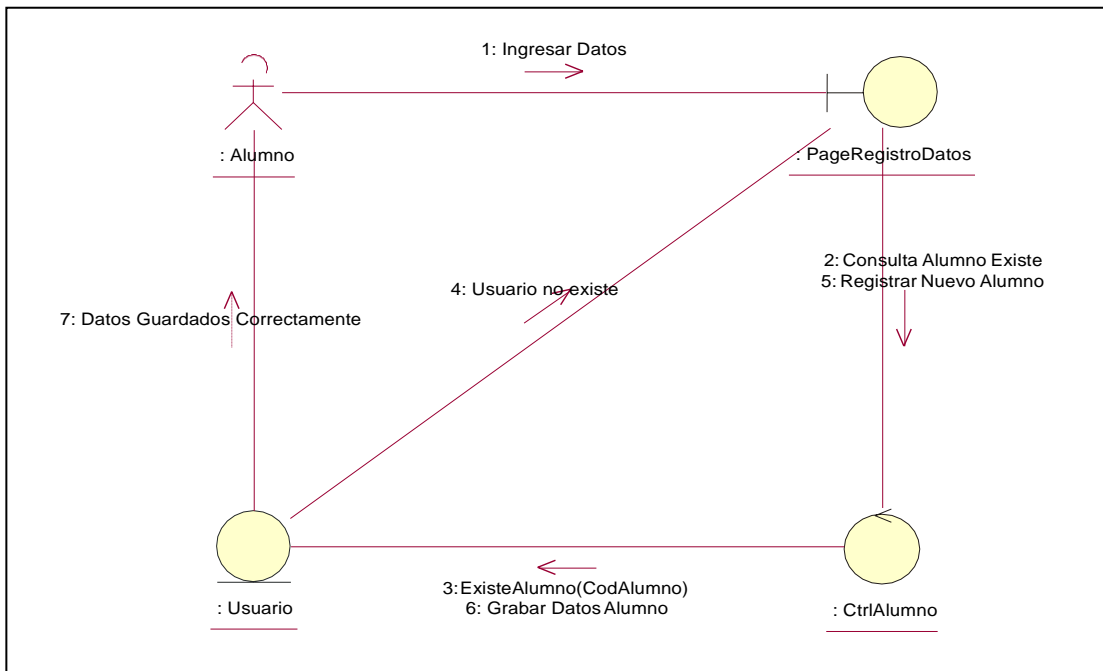 1: Ingresar Datos
: Alumno
: PageRegistroDatos
2: Consulta Alumno Existe
5: Registrar Nuevo Alumno
4: Usuario no existe
7: Datos Guardados Correctamente
3:ExisteAlumno(CodAlumno)
6: Grabar Datos Alumno
: Usuario
: CtrlAlumno